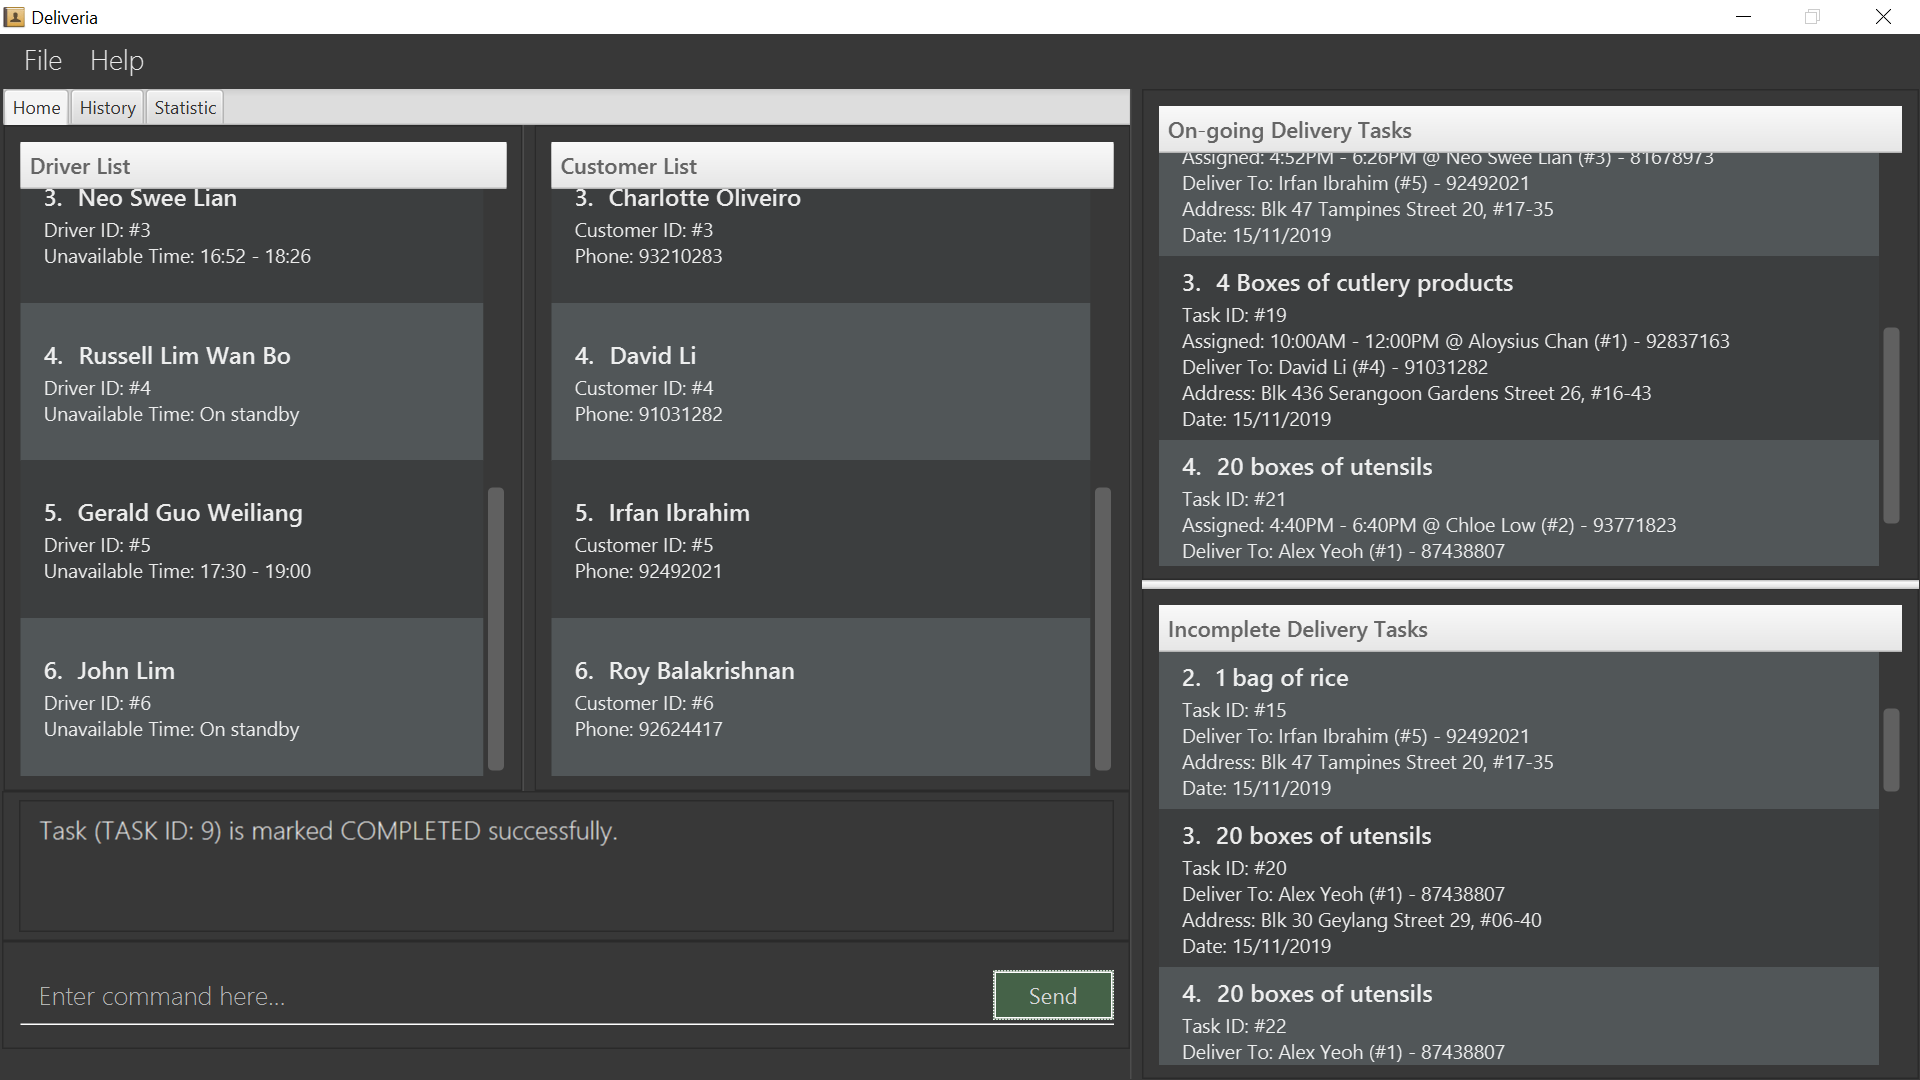 Deliveria
File Help
Home History Statistic
Driver List
3. Neo Swee Lian
Driver ID: #3
Unavailable Time: 16:52 - 18:26
4. Russell Lim Wan Bo
Driver ID: #4
Unavailable Time: On standby
5. Gerald Guo Weiliang
Driver ID: #5
Unavailable Time: 17:30 - 19:00
6. John Lim
Driver ID: #6
Unavailable Time: On standby
Customer List
3. Charlotte Oliveiro
Customer ID: #3
Phone: 93210283
4. David Li
Customer ID: #4
Phone: 91031282
5. Irfan Ibrahim
Customer ID: #5
Phone: 92492021
6. Roy Balakrishnan
Customer ID: #6
Phone: 92624417
Task (TASK ID: 9) is marked COMPLETED successfully.
Enter command here...
Send
On-going Delivery Tasks
Assigned: 4:52PM - 6:26PM @ Neo Swee Lian (#3) - 81678973
Deliver To: Irfan Ibrahim (#5) - 92492021
Address: Blk 47 Tampines Street 20, #17-35
Date: 15/11/2019
3. 4 Boxes of cutlery products
Task ID: #19
Assigned: 10:00AM - 12:00PM @ Aloysius Chan (#1) - 92837163
Deliver To: David Li (#4) - 91031282
Address: Blk 436 Serangoon Gardens Street 26, #16-43
Date: 15/11/2019
4. 20 boxes of utensils
Task ID: #21
Assigned: 4:40PM - 6:40PM @ Chloe Low (#2) - 93771823
Deliver To: Alex Yeoh (#1) - 87438807
Incomplete Delivery Tasks
2. 1 bag of rice
Task ID: #15
Deliver To: Irfan Ibrahim (#5) - 92492021
Address: Blk 47 Tampines Street 20, #17-35
Date: 15/11/2019
3. 20 boxes of utensils
Task ID: #20
Deliver To: Alex Yeoh (#1) - 87438807
Address: Blk 30 Geylang Street 29, #06-40
Date: 15/11/2019
4. 20 boxes of utensils
Task ID: #22
Deliver To: Alex Yeoh (#1) - 87438807